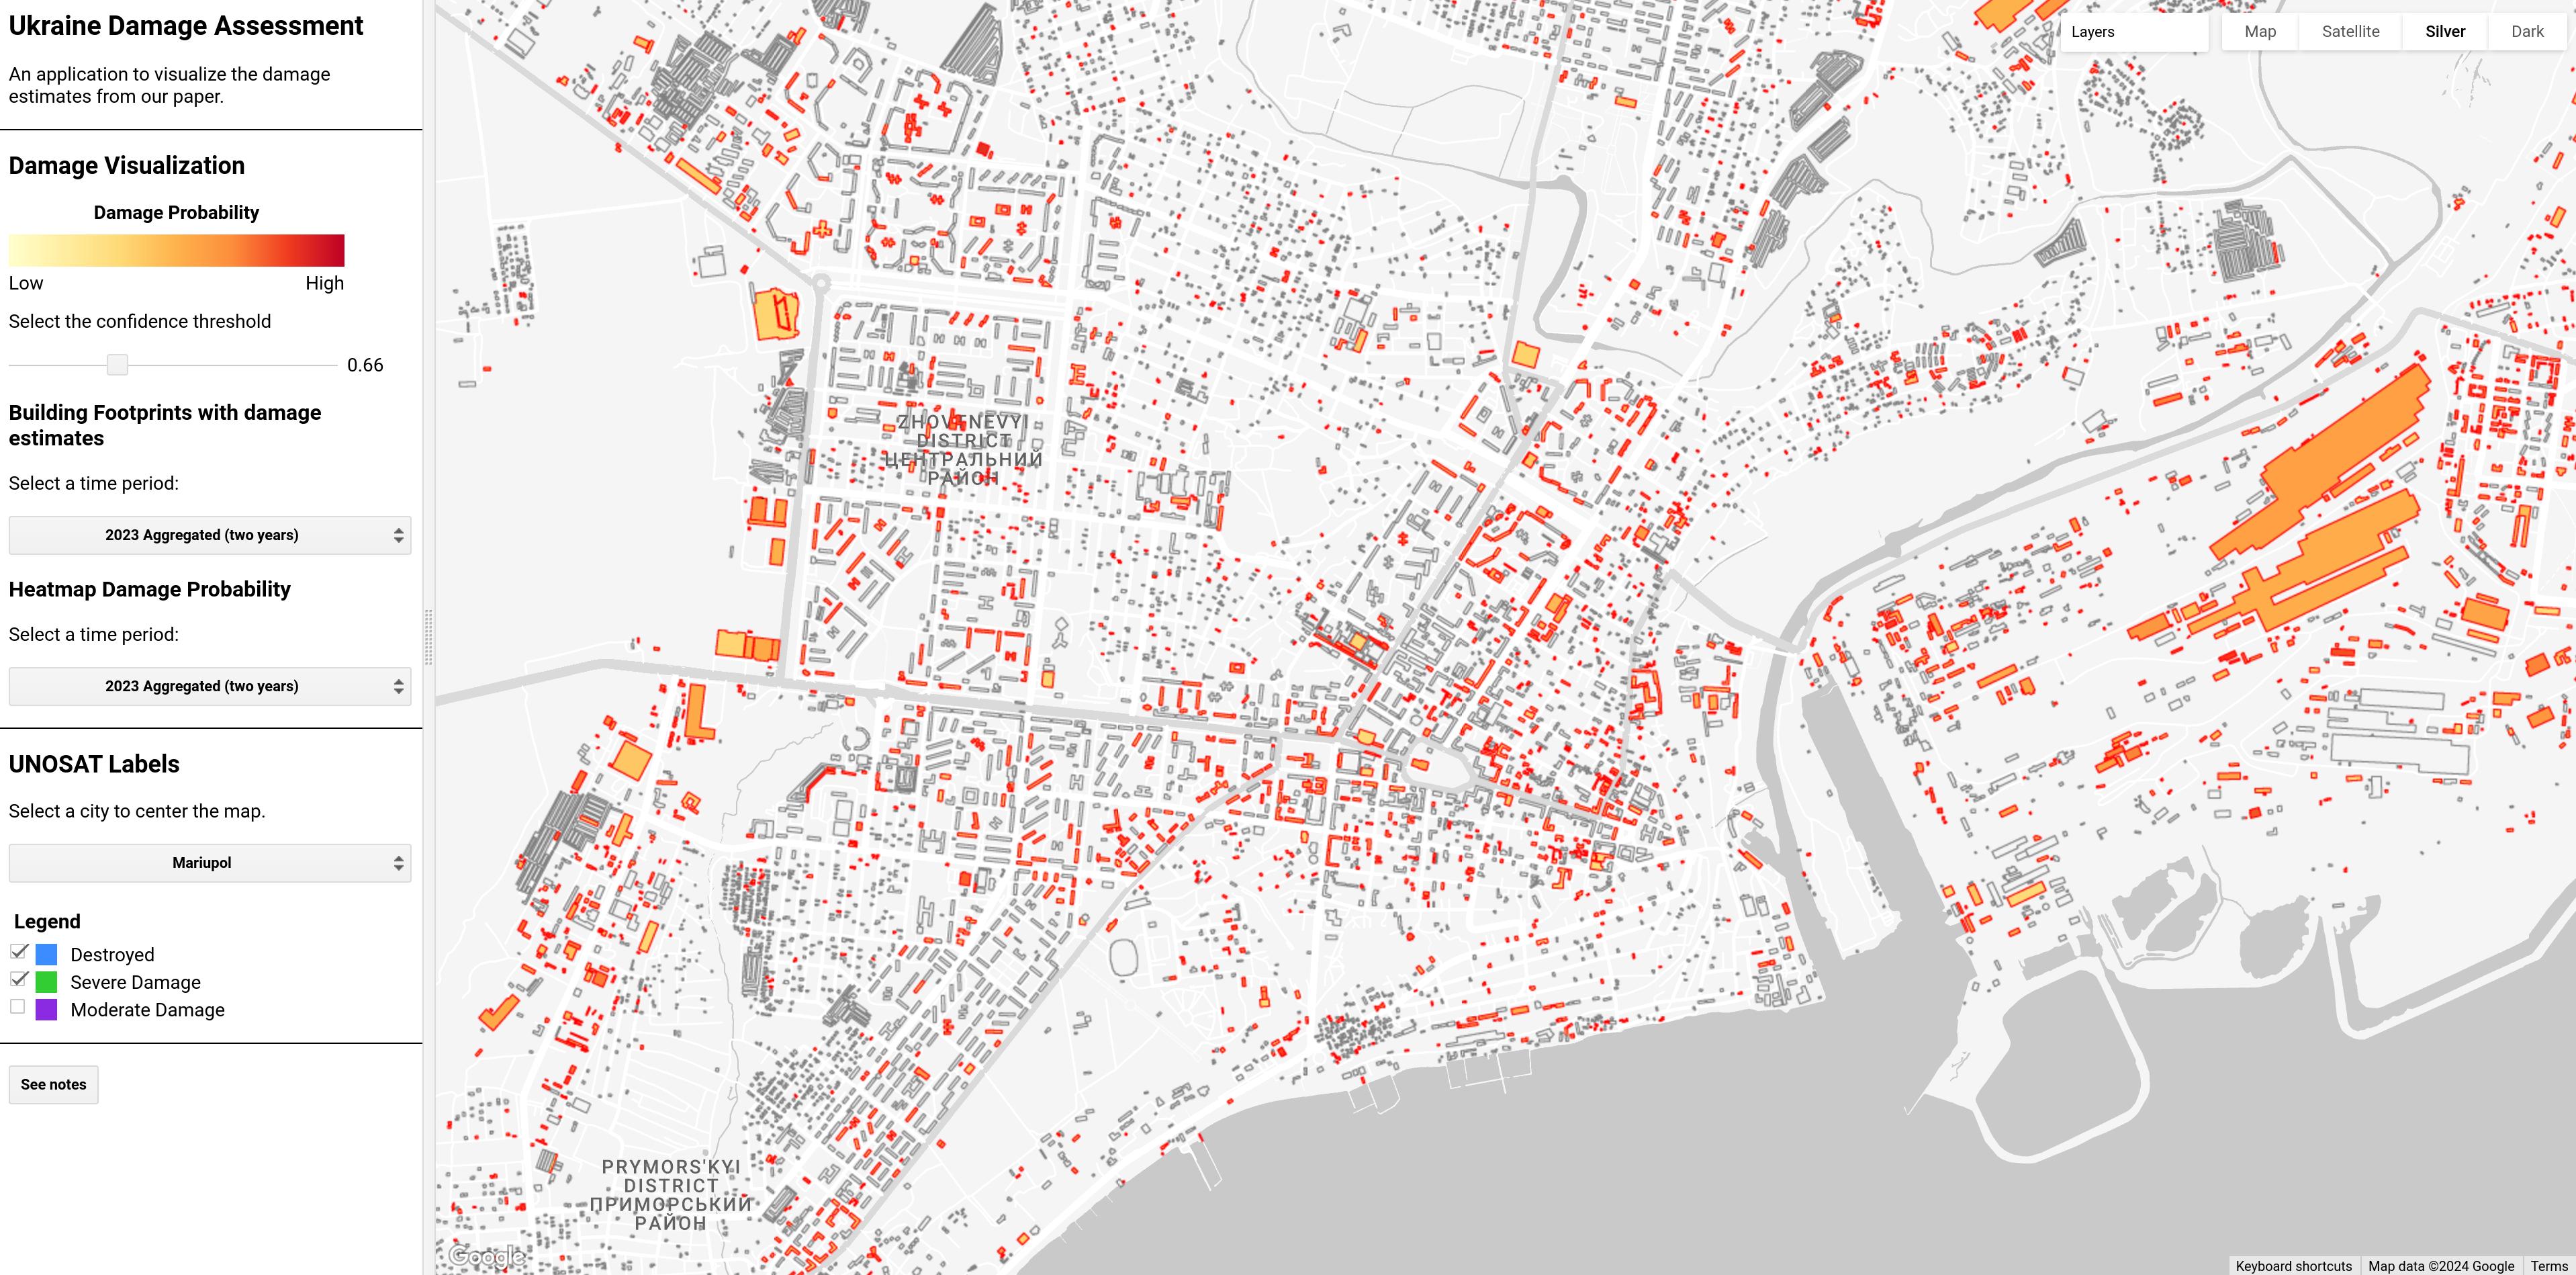 Ukraine Damage Assessment
An application to visualize the damage
estimates from our paper.
Damage Visualization
Damage Probability
Low High
Select the confidence threshold
0.66
Building Footprints with damage
estimates
Select a time period:
2023 Aggregated (two years)
Heatmap Damage Probability
Select a time period:
2023 Aggregated (two years)
UNOSAT Labels
Select a city to center the map.
Mariupol
Legend
Destroyed
Severe Damage
Moderate Damage
See notes
Layers
Map Satellite Silver Dark
ZHOVTNEVYI
DISTRICT
ЦЕНТРАЛЬНИЙ
РАЙОН
PRYMORS'KYI
DISTRICT
ПРИМОРСЬКИЙ
РАЙОН
Google
Keyboard shortcuts Map data ©2024 Google Terms